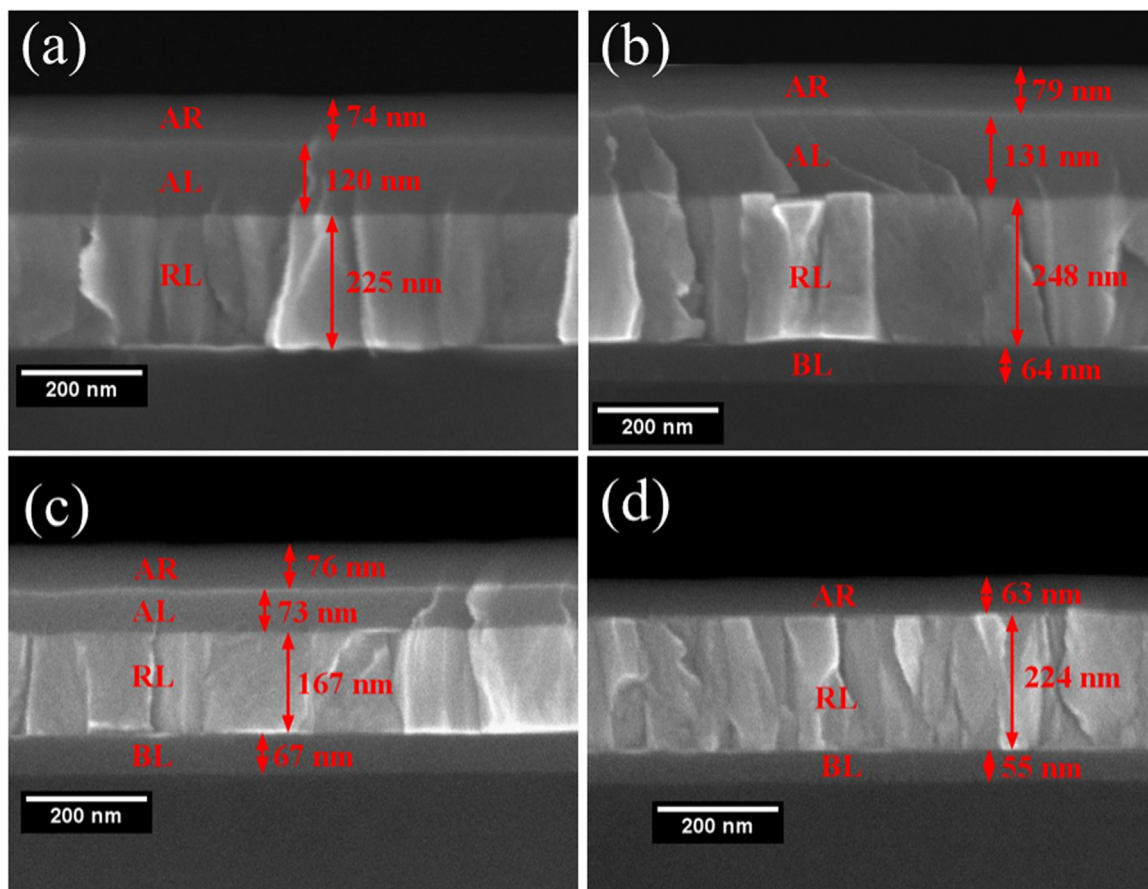 (a)
AR
74 nm
AL
120 nm
RL
225 nm
200 nm
(b)
AR
79 nm
AL
131 nm
RL
248 nm
BL
64 nm
200 nm
(c)
AR
76 nm
AL
73 nm
RL
167 nm
BL
67 nm
200 nm
(d)
AR
63 nm
RL
224 nm
BL
55 nm
200 nm